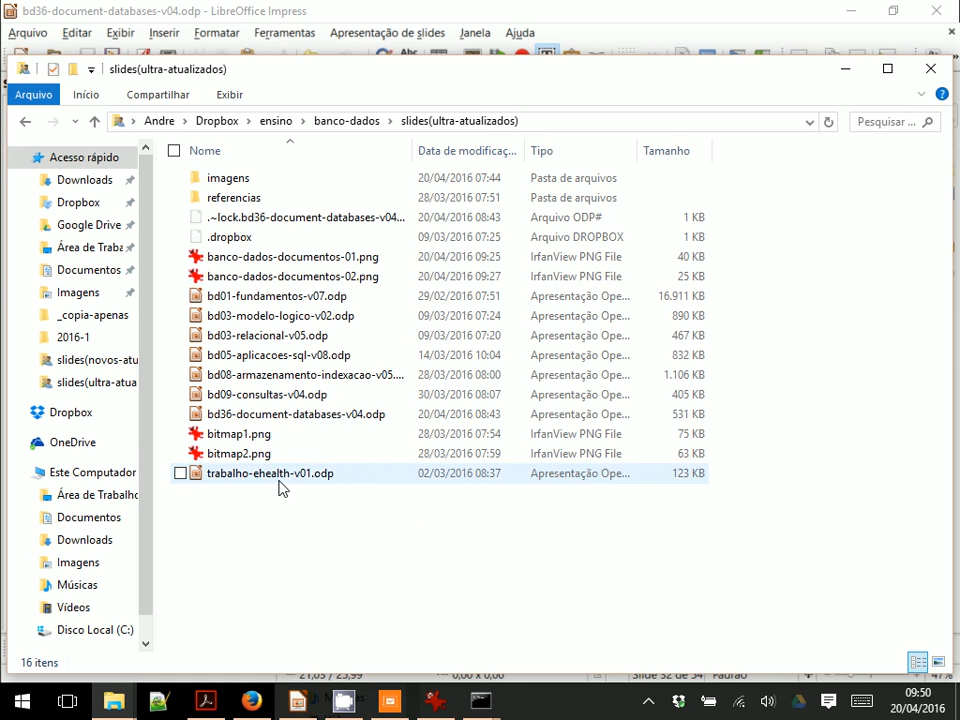 bd36-document-databases-v04.odp - LibreOffice Impress
Arquivo Editar Exibir Inserir Formatar Ferramentas Apresentação de slides Janela Ajuda
slides(ultra-atualizados)
Arquivo Início Compartilhar Exibir
Andre Dropbox ensino banco-dados slides(ultra-atualizados) Pesquisar ...
Acesso rápido Nome Data de modificaç... Tipo Tamanho
Downloads imagens 20/04/2016 07:44 Pasta de arquivos
Dropbox referencias 28/03/2016 07:51 Pasta de arquivos
Google Drive .~lock.bd36-document-databases-v04... 20/04/2016 08:43 Arquivo ODP# 1 KB
Área de Traba .dropbox 09/03/2016 07:25 Arquivo DROPBOX 1 KB
banco-dados-documentos-01.png 20/04/2016 09:25 IrfanView PNG File 40 KB
Documentos banco-dados-documentos-02.png 20/04/2016 09:27 IrfanView PNG File 25 KB
Imagens bd01-fundamentos-v07.odp 29/02/2016 07:51 Apresentação Ope... 16.911 KB
_copia-apenas bd03-modelo-logico-v02.odp 09/03/2016 07:24 Apresentação Ope... 890 KB
2016-1 bd03-relacional-v05.odp 09/03/2016 07:20 Apresentação Ope... 467 KB
slides(novos-atu bd05-aplicacoes-sql-v08.odp 14/03/2016 10:04 Apresentação Ope... 832 KB
slides(ultra-atua bd08-armazenamento-indexacao-v05.... 28/03/2016 08:00 Apresentação Ope... 1.106 KB
bd09-consultas-v04.odp 30/03/2016 08:07 Apresentação Ope... 405 KB
Dropbox bd36-document-databases-v04.odp 20/04/2016 08:43 Apresentação Ope... 531 KB
OneDrive bitmap1.png 28/03/2016 07:54 IrfanView PNG File 75 KB
bitmap2.png 28/03/2016 07:59 IrfanView PNG File 63 KB
Este Computador trabalho-ehealth-v01.odp 02/03/2016 08:37 Apresentação Ope... 123 KB
Área de Trabalho
Documentos
Downloads
Imagens
Músicas
Vídeos
Disco Local (C:)
16 itens
09:50
20/04/2016